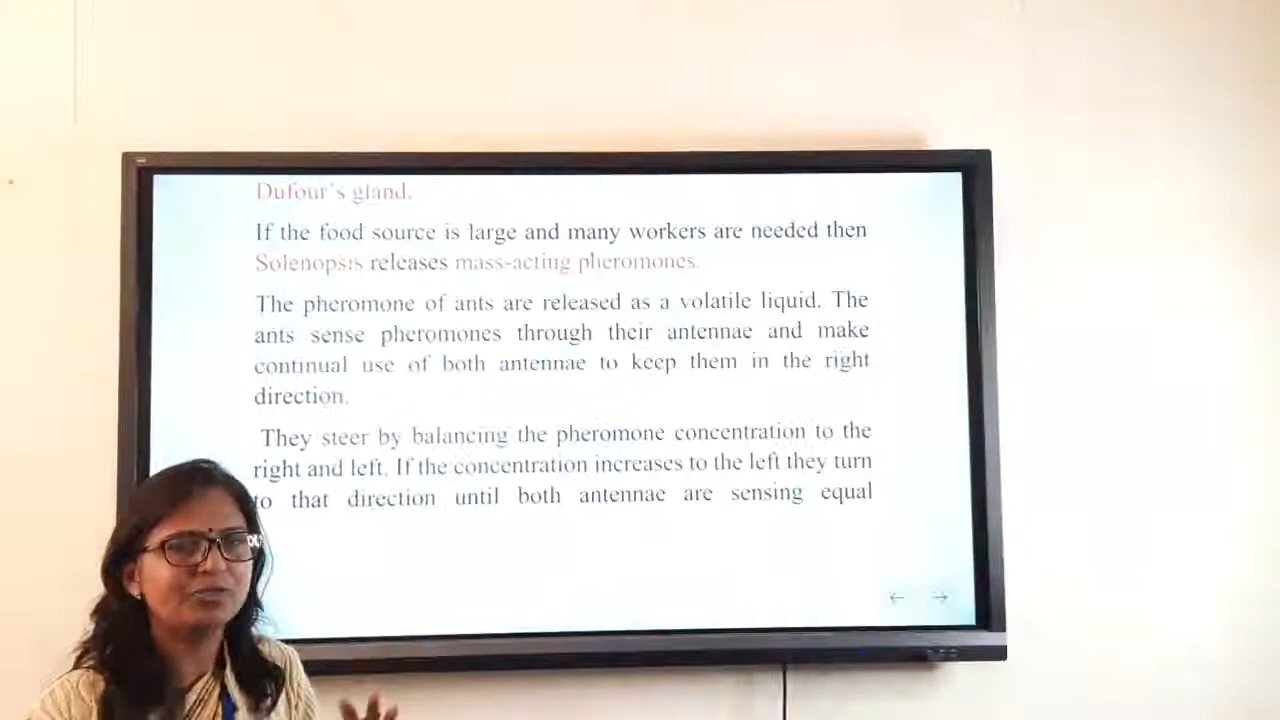 Dufour's gland.
If the food source is large and many workers are needed then
Solenopsis releases mass-acting pheromones.
The pheromone of ants are released as a volatile liquid. The
ants sense pheromones through their antennae and make
continual use of both antennae to keep them in the right
direction.
They steer by balancing the pheromone concentration to the
right and left. If the concentration increases to the left they turn
to that direction until both antennae are sensing equal